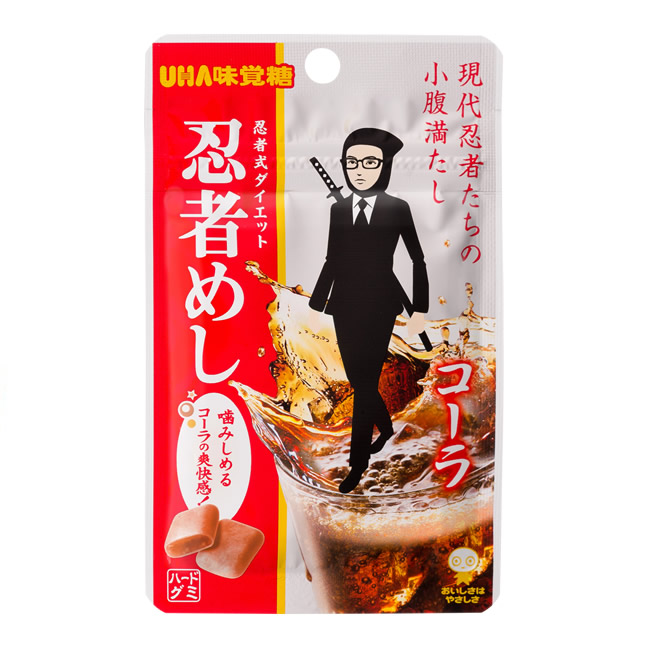 UHA味覚糖
現代忍者たちの
小腹満たし
忍者式ダイエット
忍者めし
コーラ
噛みしめる
コーラの爽快感!
ハード
グミ
おいしさは
やさしさ